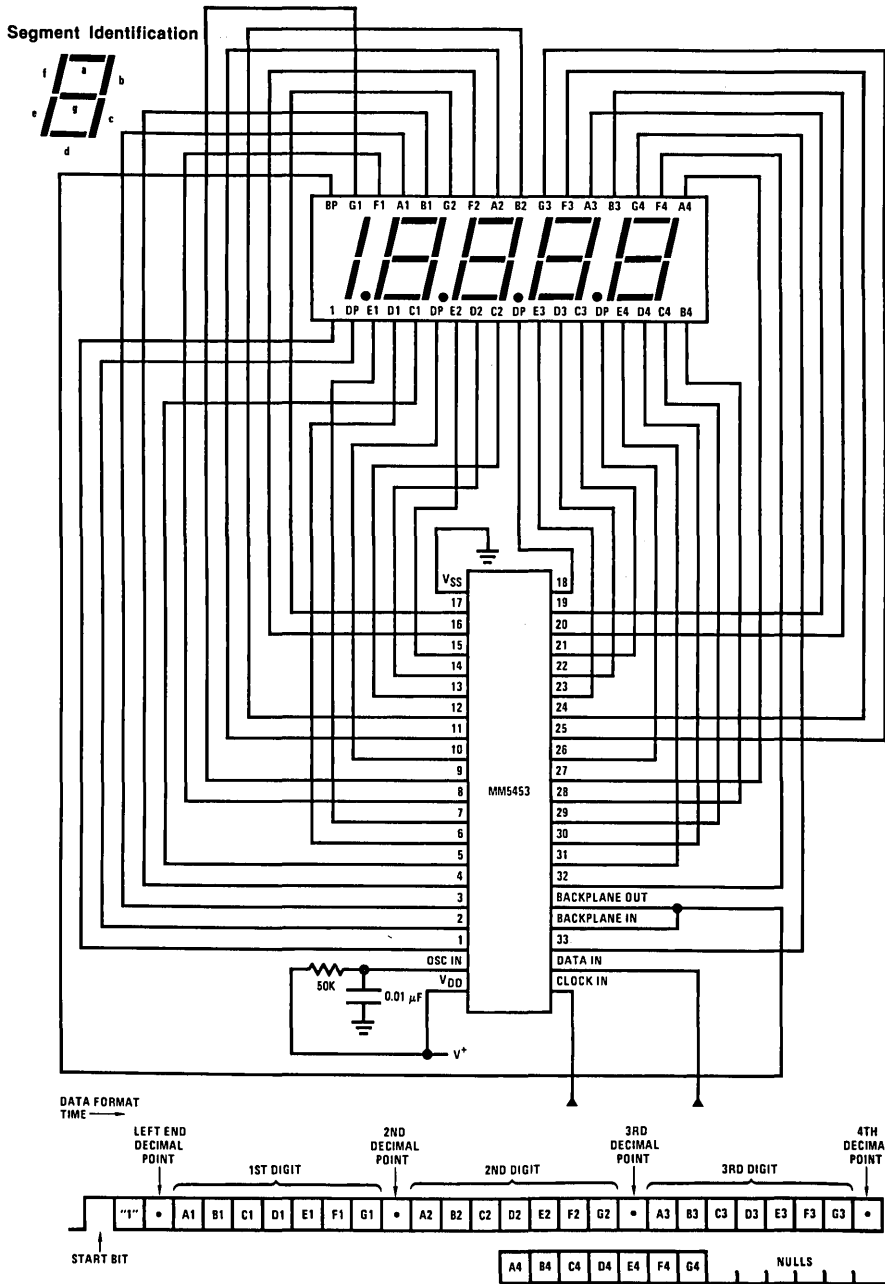 Segment Identification
a
f
b
g
e
c
d
BP G1 F1 A1 B1 G2 F2 A2 B2 G3 F3 A3 B3 G4 F4 A4
1 DP E1 D1 C1 DP E2 D2 C2 DP E3 D3 C3 DP E4 D4 C4 B4
VSS 18
17 19
16 20
15 21
14 22
13 23
12 24
11 25
10 26
9 27
MM5453
8 28
7 29
6 30
5 31
4 32
3 BACKPLANE OUT
2 BACKPLANE IN
1 33
OSC IN DATA IN
VDD CLOCK IN
50K
0.01 μF
V+
DATA FORMAT
TIME
LEFT END DECIMAL POINT
2ND DECIMAL POINT
3RD DECIMAL POINT
4TH DECIMA POINT
1ST DIGIT 2ND DIGIT 3RD DIGIT
"1" • A1 B1 C1 D1 E1 F1 G1 • A2 B2 C2 D2 E2 F2 G2 • A3 B3 C3 D3 E3 F3 G3 •
START BIT
A4 B4 C4 D4 E4 F4 G4 NULLS